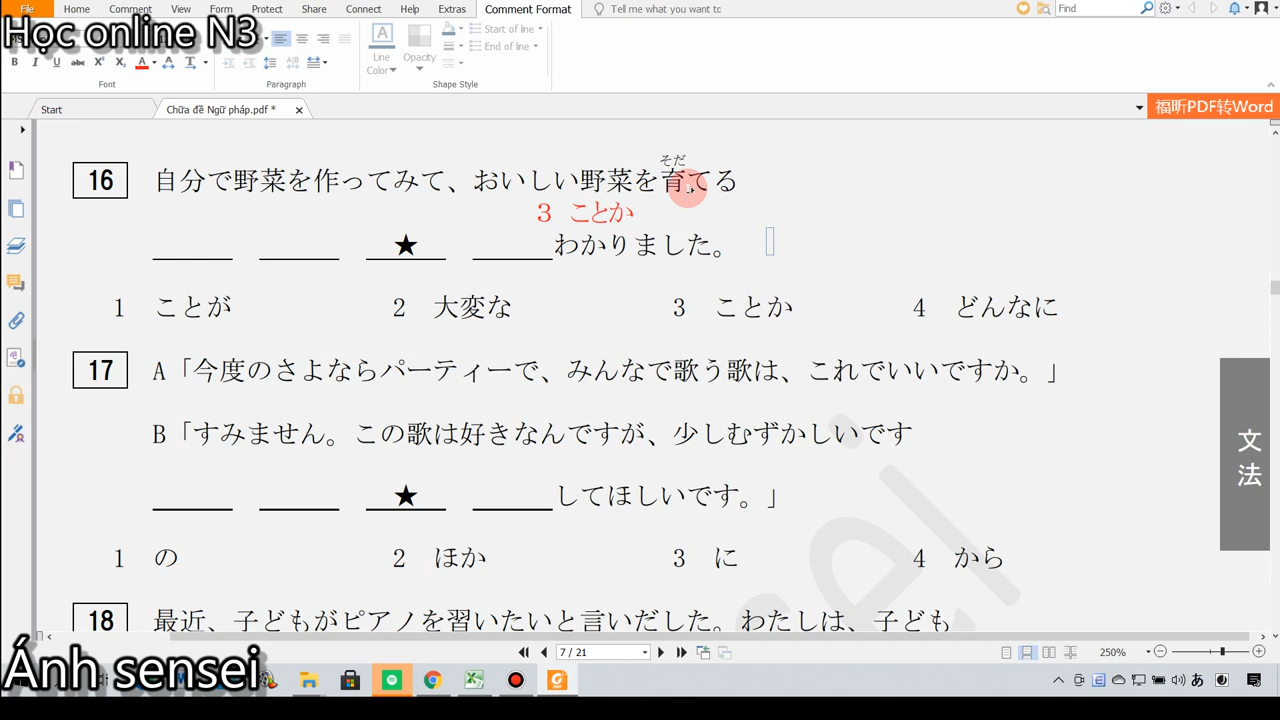 File
Home
Comment
View
Form
Protect
Share
Connect
Help
Extras
Comment Format
Tell me what you want to
Find
Học online N3
Start of line
End of line
Line
Color
Opacity
Font
Paragraph
Shape Style
Start
Chữa đề Ngữ pháp.pdf *
福昕PDF转Word
そだ
16 自分で野菜を作ってみて、おいしい野菜を育てる
3 ことか
★ わかりました。
1 ことが 2 大変な 3 ことか 4 どんなに
17 A「今度のさよならパーティーで、みんなで歌う歌は、これでいいですか。」
B「すみません。この歌は好きなんですが、少しむずかしいです
★ してほしいです。」
1 の 2 ほか 3 に 4 から
文法
18 最近、子どもがピアノを習いたいと言いだした。わたしは、子ども
7 / 21
250%
Ánh sensei